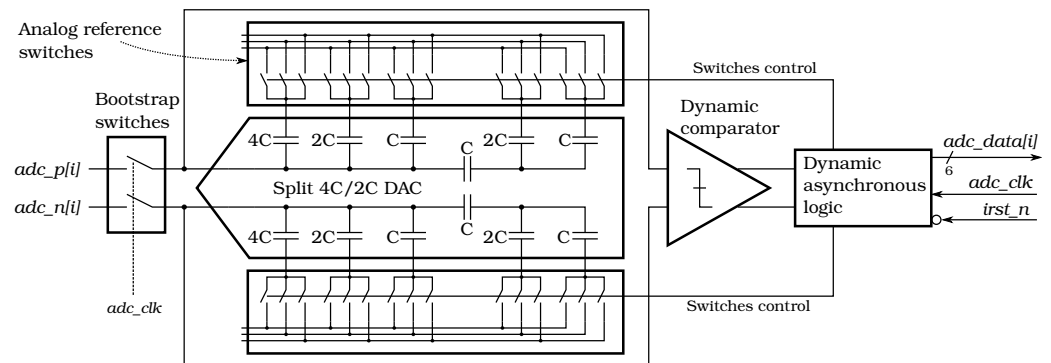 Analog reference
switches
Switches control
Bootstrap
switches
Dynamic
comparator
4C
2C
C
C
2C
C
adc_p[i]
adc_n[i]
Split 4C/2C DAC
Dynamic
asynchronous
logic
adc_data[i]
6
adc_clk
irst_n
4C
2C
C
C
2C
C
adc_clk
Switches control